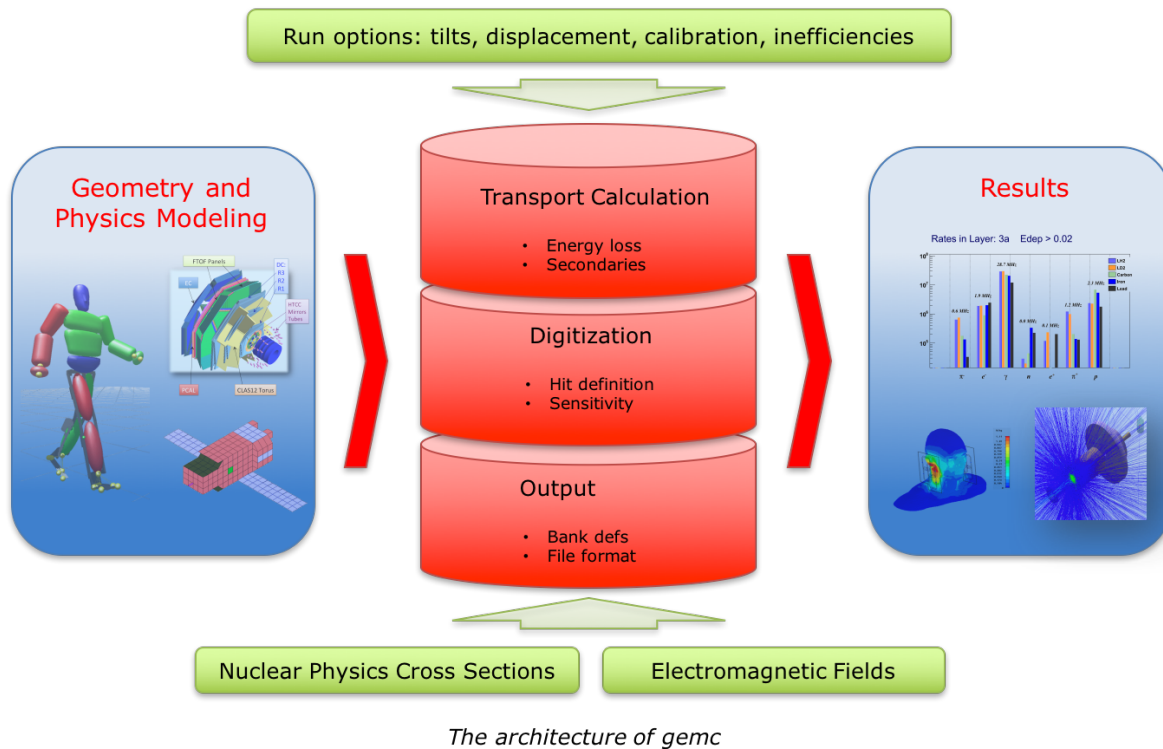 Run options: tilts, displacement, calibration, inefficiencies
Geometry and
Physics Modeling
FTOF Panels
DC:
R3
R2
R1
EC
HTCC
Mirrors
Tubes
PCAL
CLAS12 Torus
Transport Calculation
• Energy loss
• Secondaries
Digitization
• Hit definition
• Sensitivity
Output
• Bank defs
• File format
Results
Rates in Layer: 3a Edep > 0.02
LH2
LD2
Carbon
Iron
Lead
Nuclear Physics Cross Sections
Electromagnetic Fields
The architecture of gemc